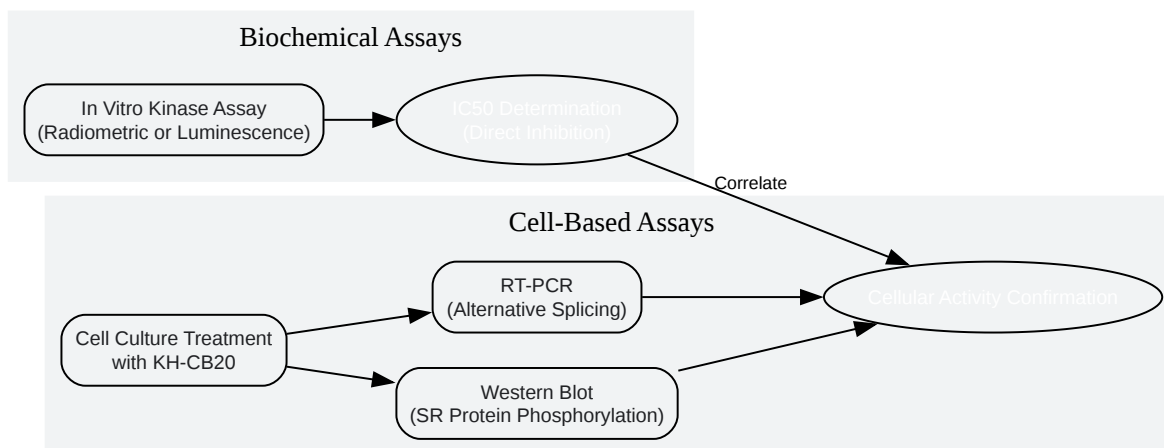 Biochemical Assays
In Vitro Kinase Assay
(Radiometric or Luminescence)
IC50 Determination
(Direct Inhibition)
Correlate
Cell-Based Assays
RT-PCR
(Alternative Splicing)
Cellular Activity Confirmation
Cell Culture Treatment
with KH-CB20
Western Blot
(SR Protein Phosphorylation)